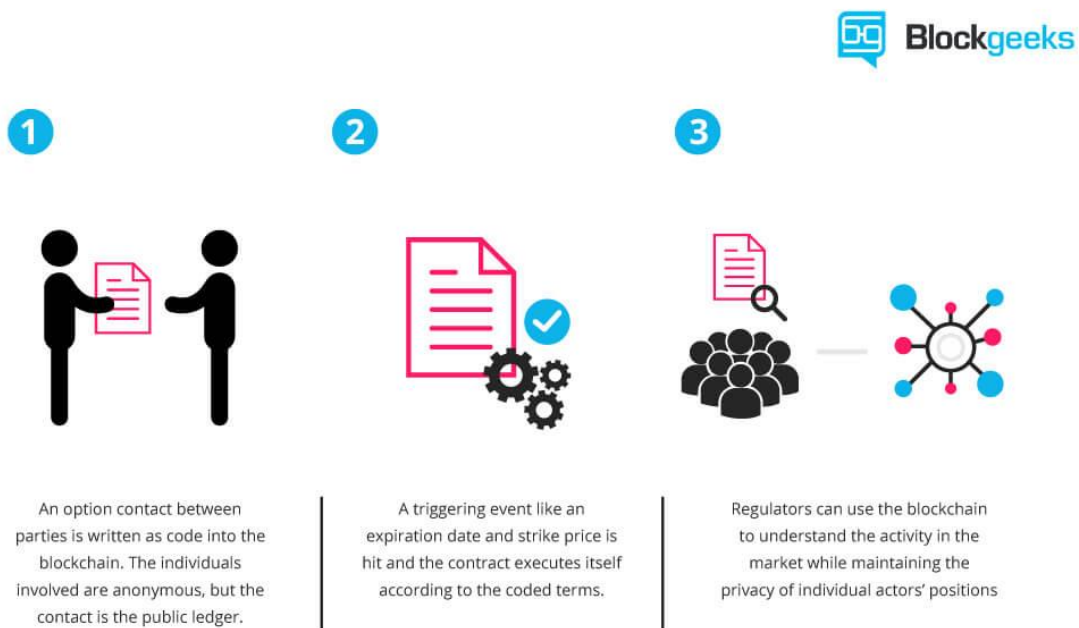 Blockgeeks
1
2
3
An option contact between
parties is written as code into the
blockchain. The individuals
involved are anonymous, but the
contact is the public ledger.
A triggering event like an
expiration date and strike price is
hit and the contract executes itself
according to the coded terms.
Regulators can use the blockchain
to understand the activity in the
market while maintaining the
privacy of individual actors’ positions